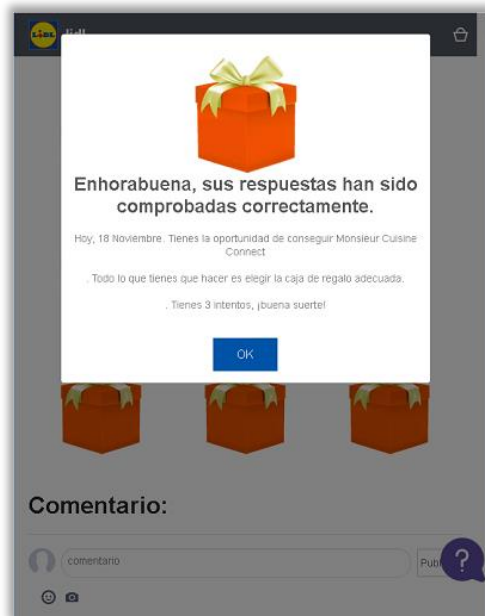 LIDL
lidl
Enhorabuena, sus respuestas han sido
comprobadas correctamente.
Hoy, 18 Noviembre. Tienes la oportunidad de conseguir Monsieur Cuisine
Connect
. Todo lo que tienes que hacer es elegir la caja de regalo adecuada.
. Tienes 3 intentos, ¡buena suerte!
OK
Comentario:
comentario
Publ
?